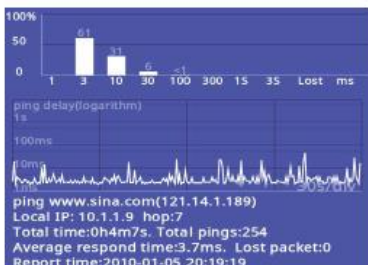 100%
61
50
31
6
<1
0
1 3 10 30 100 300 1S 3S Lost ms
ping delay(logarithm)
1s
100ms
10ms
1ms
30s/div
ping www.sina.com(121.14.1.189)
Local IP: 10.1.1.9 hop:7
Total time:0h4m7s. Total pings:254
Average respond time:3.7ms. Lost packet:0
Report time:2010-01-05 20:19:19